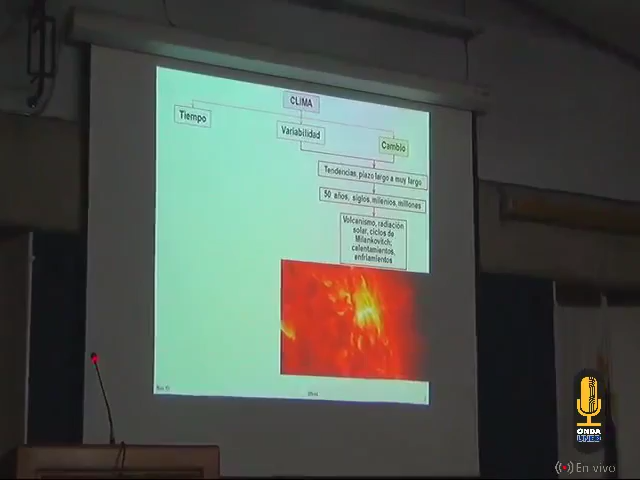 CLIMA
Tiempo
Variabilidad
Cambio
Tendencias, plazo largo a muy largo
50 años, siglos, milenios, millones
Volcanismo, radiación
solar, ciclos de
Milankovitch;
calentamientos,
enfriamientos
ONDA
UNED
En vivo